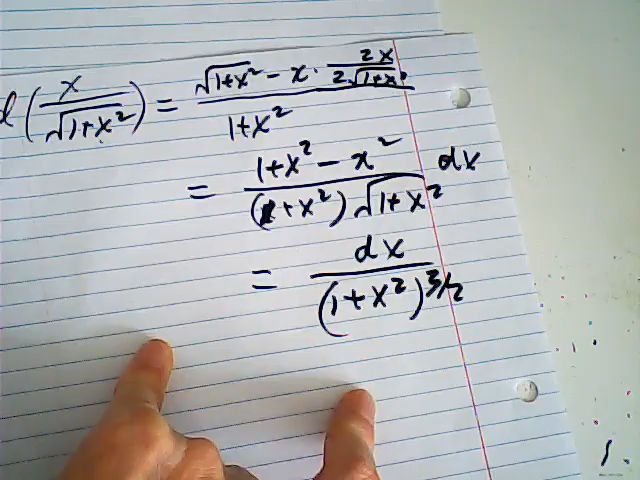 d(x/√(1+x²)) = (√(1+x²) - x · 2x/(2√(1+x²)))/(1+x²)
= (1+x² - x²)/((1+x²)√(1+x²)) dx
= dx/(1+x²)^(3/2)